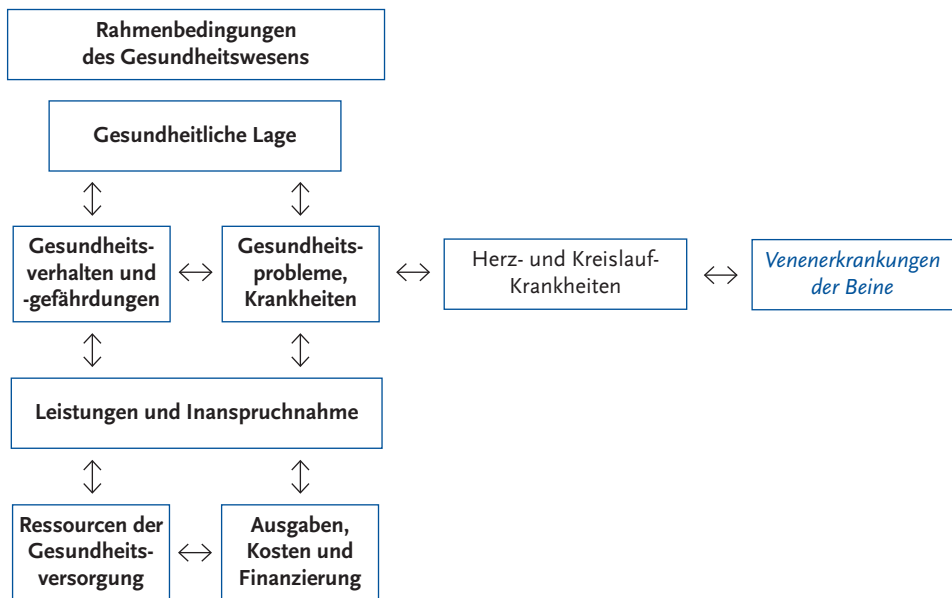 Rahmenbedingungen
des Gesundheitswesens
Gesundheitliche Lage
Gesundheits-
verhalten und
-gefährdungen
Gesundheits-
probleme,
Krankheiten
Herz- und Kreislauf-
Krankheiten
Venenerkrankungen
der Beine
Leistungen und Inanspruchnahme
Ressourcen der
Gesundheits-
versorgung
Ausgaben,
Kosten und
Finanzierung